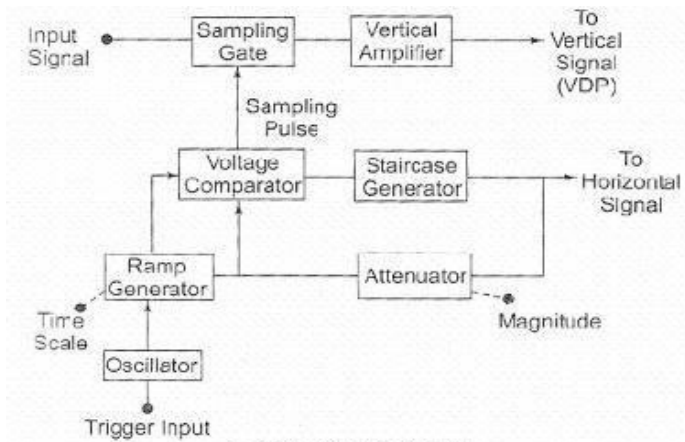 Input
Signal
Sampling
Gate
Vertical
Amplifier
To
Vertical
Signal
(VDP)
Sampling
Pulse
Voltage
Comparator
Staircase
Generator
To
Horizontal
Signal
Ramp
Generator
Attenuator
Time
Scale
Magnitude
Oscillator
Trigger Input